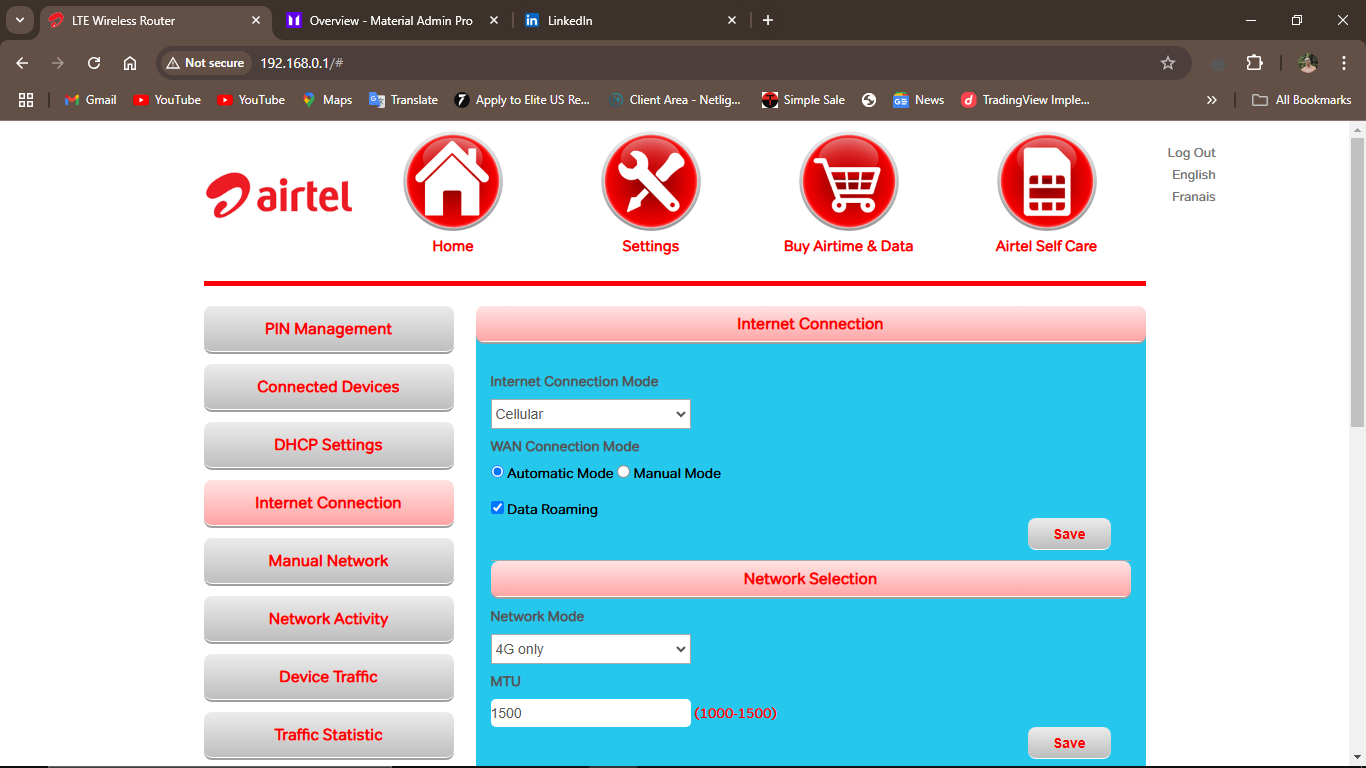 LTE Wireless Router
Overview - Material Admin Pro
LinkedIn
Not secure
192.168.0.1/#
Gmail
YouTube
YouTube
Maps
Translate
Apply to Elite US Re...
Client Area - Netlig...
Simple Sale
News
TradingView Imple...
All Bookmarks
airtel
Home
Settings
Buy Airtime & Data
Airtel Self Care
Log Out
English
Franais
PIN Management
Connected Devices
DHCP Settings
Internet Connection
Manual Network
Network Activity
Device Traffic
Traffic Statistic
Internet Connection
Internet Connection Mode
Cellular
WAN Connection Mode
Automatic Mode Manual Mode
Data Roaming
Save
Network Selection
Network Mode
4G only
MTU
1500 (1000-1500)
Save